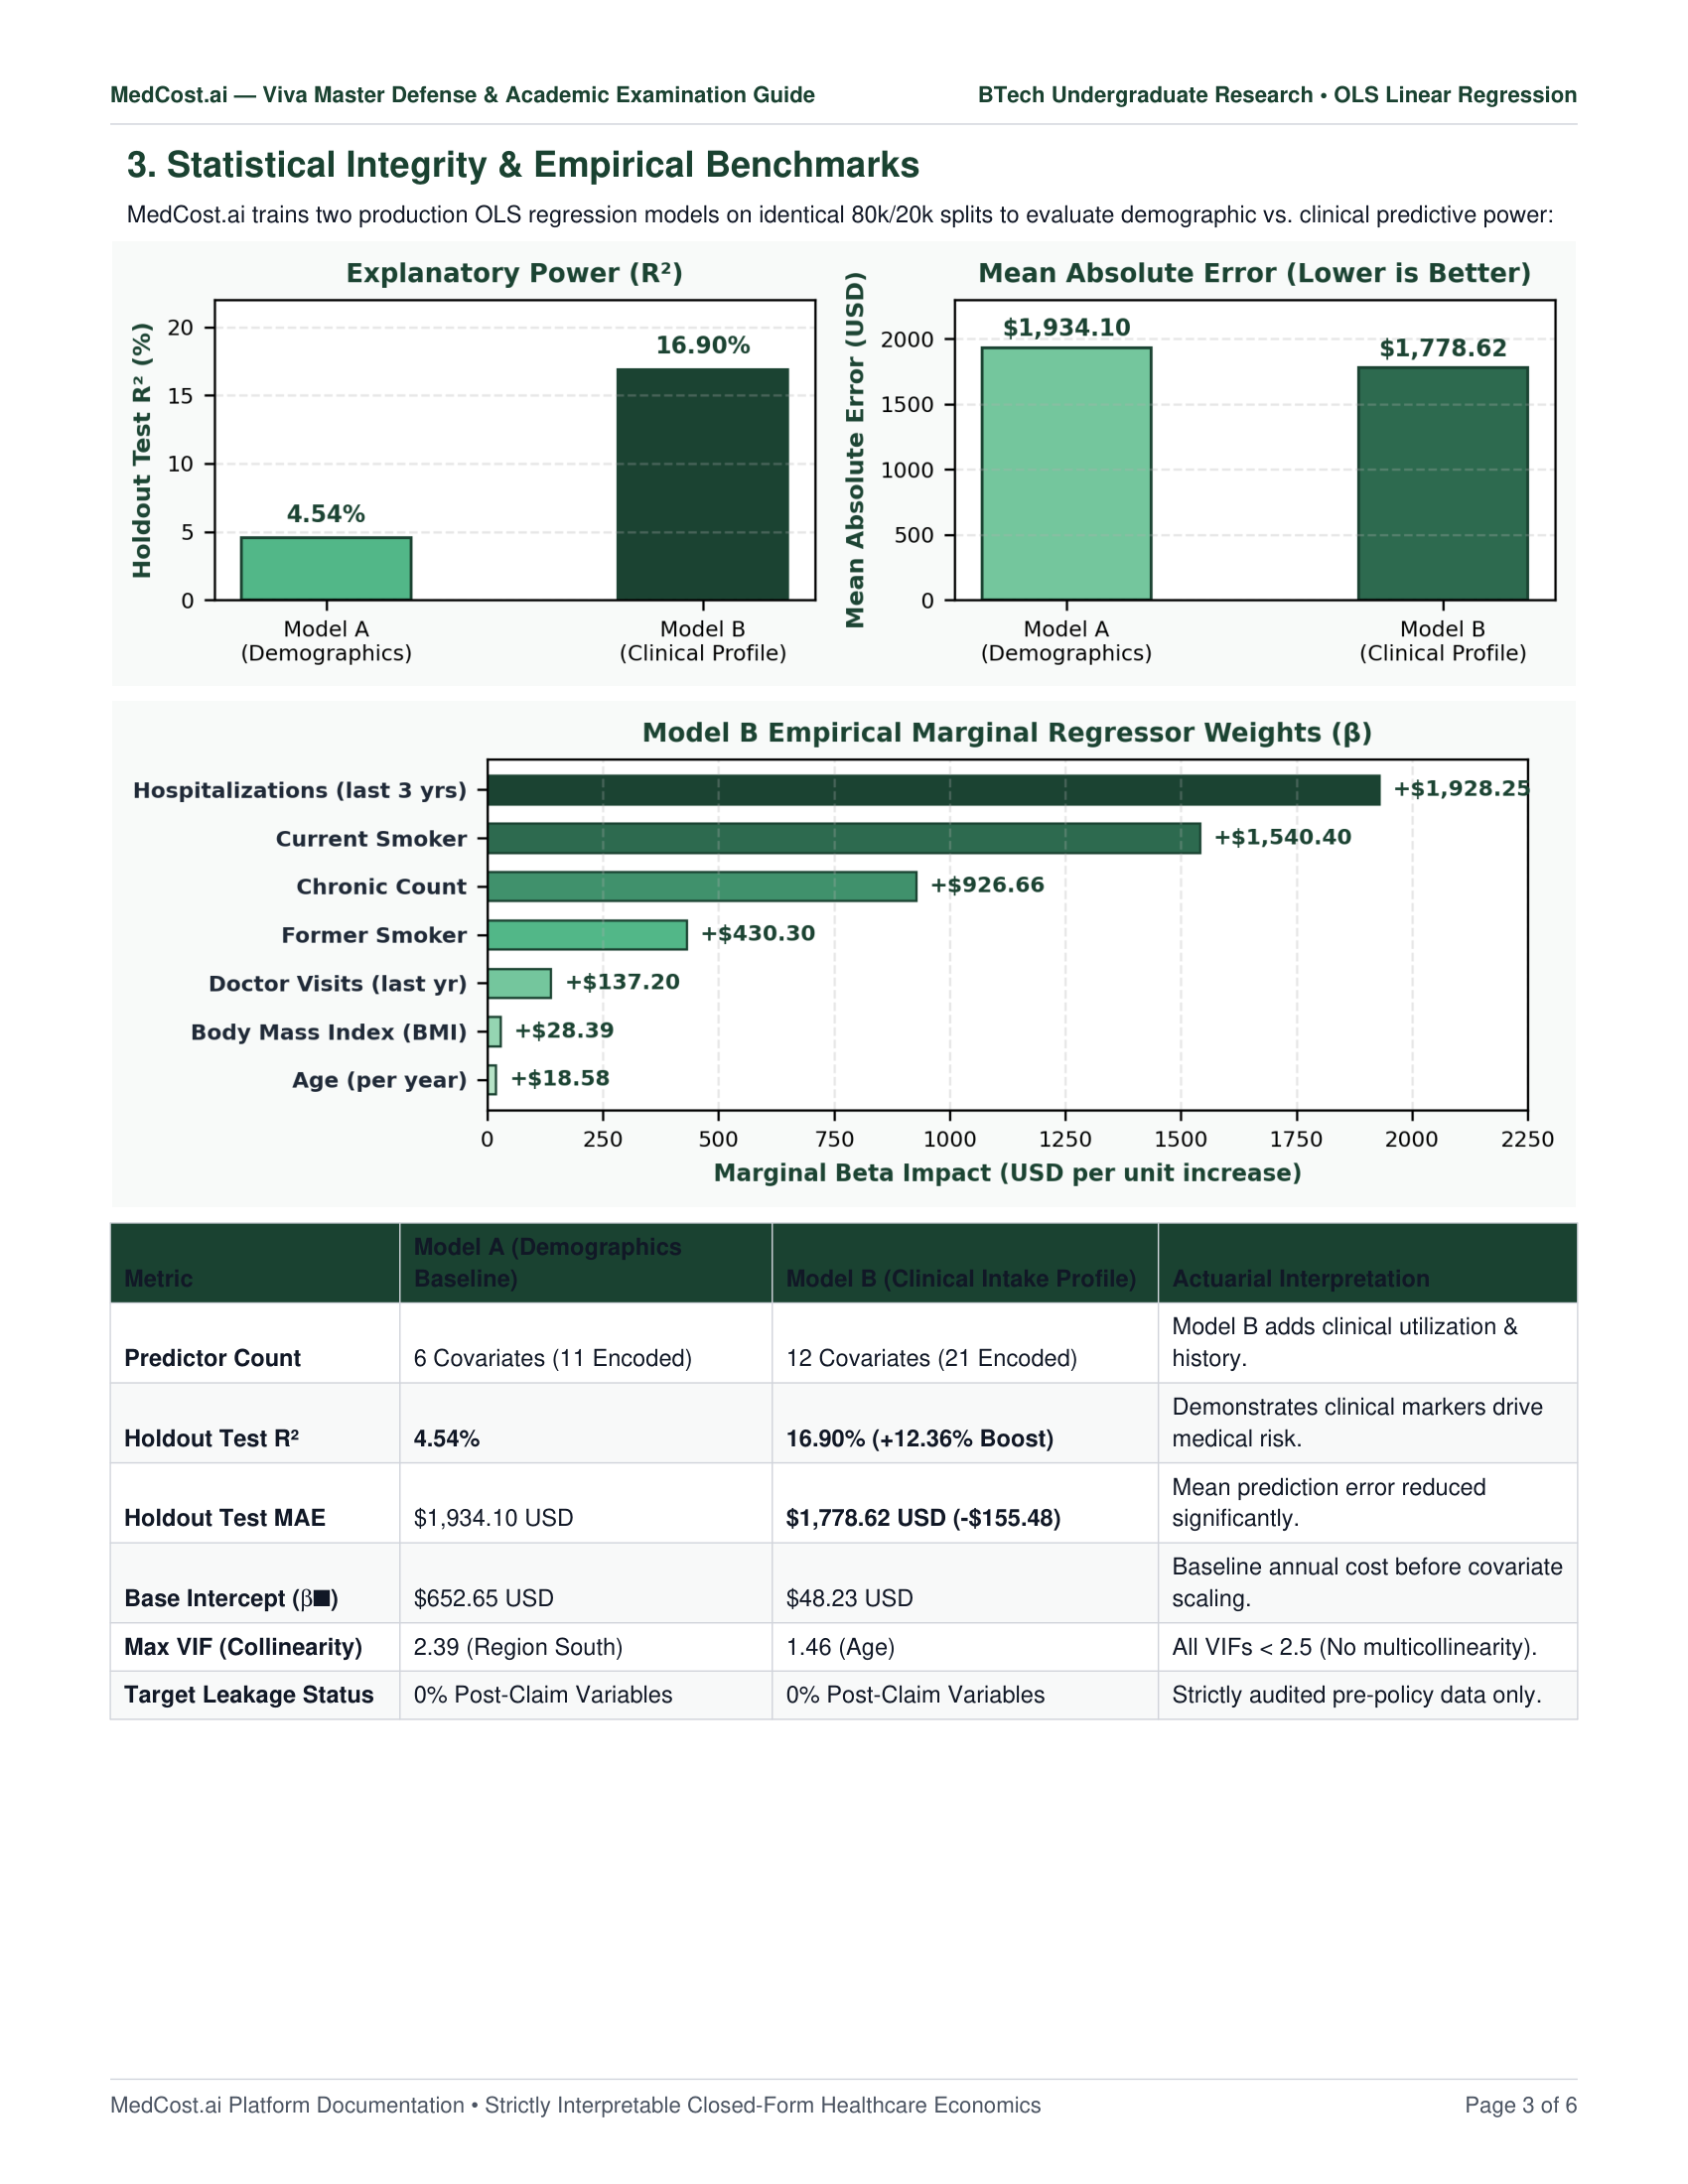 MedCost.ai — Viva Master Defense & Academic Examination Guide
BTech Undergraduate Research • OLS Linear Regression
3. Statistical Integrity & Empirical Benchmarks
MedCost.ai trains two production OLS regression models on identical 80k/20k splits to evaluate demographic vs. clinical predictive power:
Explanatory Power (R²)
Holdout Test R² (%)
20
15
10
5
0
4.54%
16.90%
Model A
(Demographics)
Model B
(Clinical Profile)
Mean Absolute Error (Lower is Better)
Mean Absolute Error (USD)
2000
1500
1000
500
0
$1,934.10
$1,778.62
Model A
(Demographics)
Model B
(Clinical Profile)
Model B Empirical Marginal Regressor Weights (β)
Hospitalizations (last 3 yrs) +$1,928.25
Current Smoker +$1,540.40
Chronic Count +$926.66
Former Smoker +$430.30
Doctor Visits (last yr) +$137.20
Body Mass Index (BMI) +$28.39
Age (per year) +$18.58
0 250 500 750 1000 1250 1500 1750 2000 2250
Marginal Beta Impact (USD per unit increase)
Metric
Model A (Demographics
Baseline)
Model B (Clinical Intake Profile)
Actuarial Interpretation
Predictor Count
6 Covariates (11 Encoded)
12 Covariates (21 Encoded)
Model B adds clinical utilization &
history.
Holdout Test R²
4.54%
16.90% (+12.36% Boost)
Demonstrates clinical markers drive
medical risk.
Holdout Test MAE
$1,934.10 USD
$1,778.62 USD (-$155.48)
Mean prediction error reduced
significantly.
Base Intercept (β■)
$652.65 USD
$48.23 USD
Baseline annual cost before covariate
scaling.
Max VIF (Collinearity)
2.39 (Region South)
1.46 (Age)
All VIFs < 2.5 (No multicollinearity).
Target Leakage Status
0% Post-Claim Variables
0% Post-Claim Variables
Strictly audited pre-policy data only.
MedCost.ai Platform Documentation • Strictly Interpretable Closed-Form Healthcare Economics
Page 3 of 6